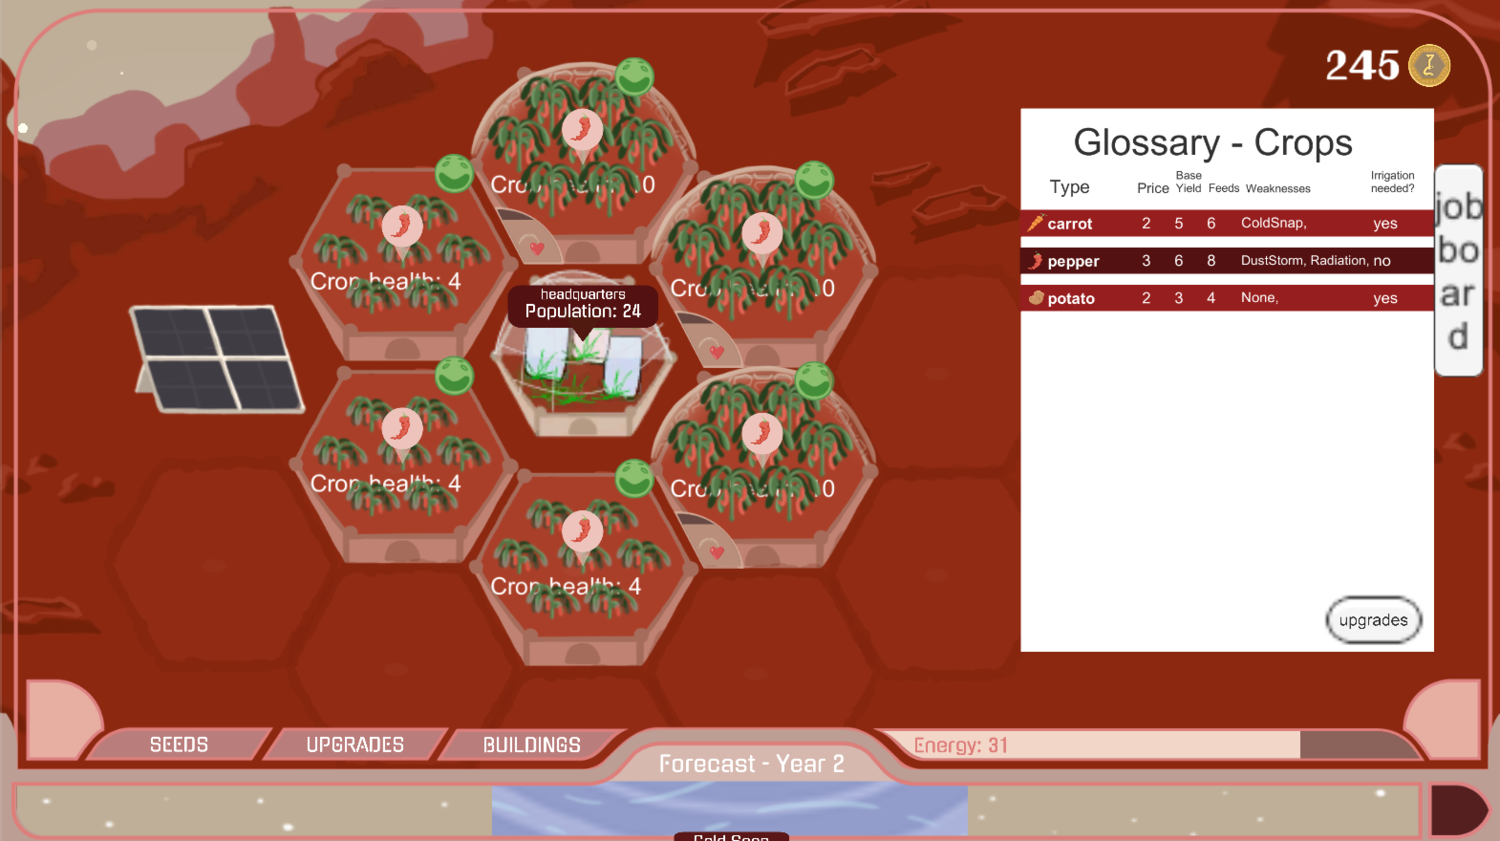 245
Glossary - Crops
Type Price Base Yield Feeds Weaknesses Irrigation needed?
carrot 2 5 6 ColdSnap, yes
pepper 3 6 8 DustStorm, Radiation, no
potato 2 3 4 None, yes
upgrades
job
bo
ar
d
Crop health: 4
Crop health: 4
Crop health: 4
headquarters
Population: 24
SEEDS
UPGRADES
BUILDINGS
Forecast - Year 2
Energy: 31